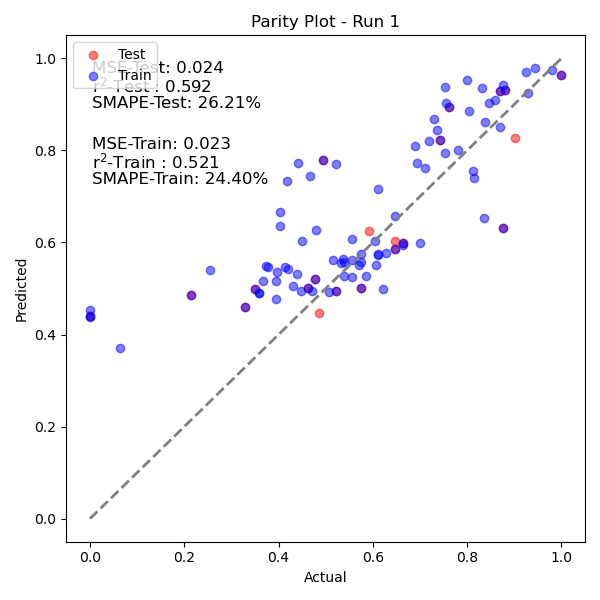 Parity Plot - Run 1
Test
Train
MSE-Test: 0.024
r²-Test : 0.592
SMAPE-Test: 26.21%
MSE-Train: 0.023
r²-Train : 0.521
SMAPE-Train: 24.40%
1.0
0.8
0.6
0.4
0.2
0.0
Predicted
0.0 0.2 0.4 0.6 0.8 1.0
Actual